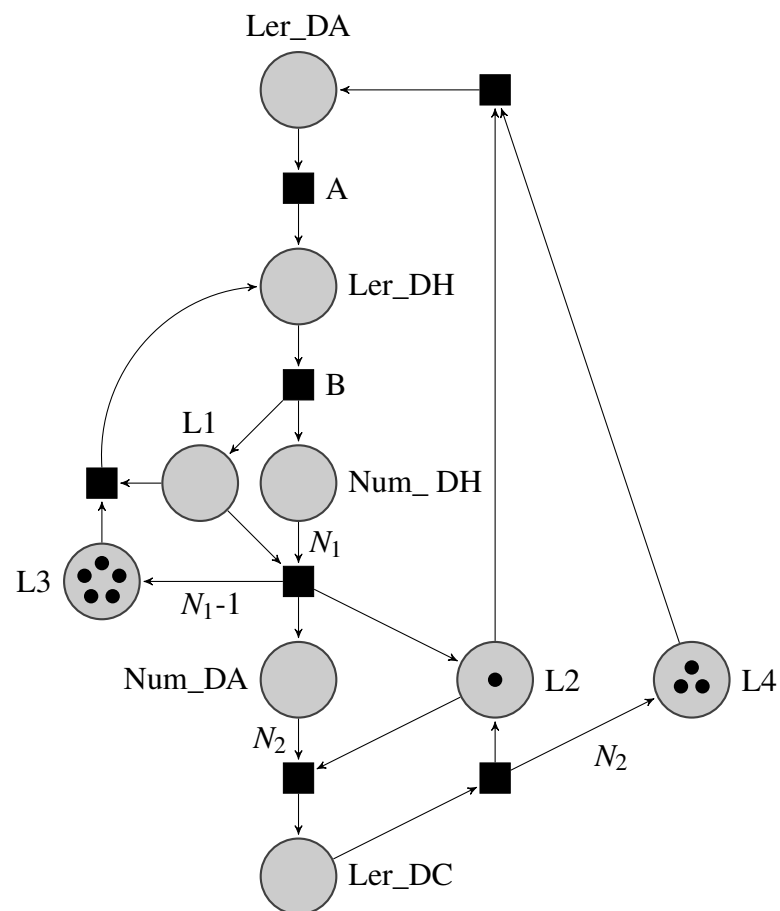 Ler_DA
A
Ler_DH
B
L1
Num_ DH
N₁
L3
N₁-1
Num_DA
L2
L4
N₂
N₂
Ler_DC